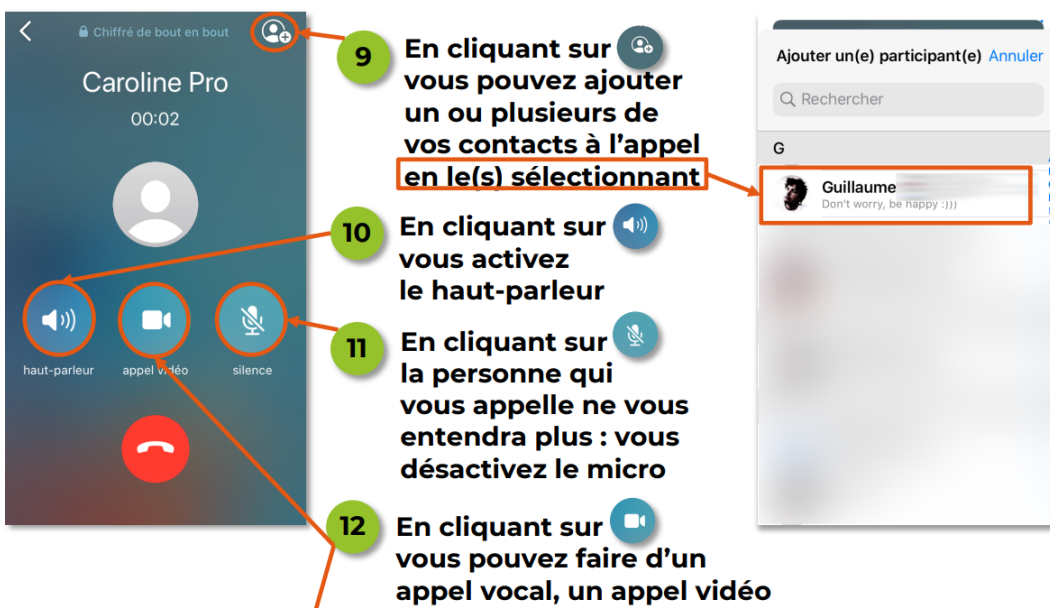 Chiffré de bout en bout
Caroline Pro
00:02
haut-parleur
appel vidéo
silence
9
En cliquant sur
vous pouvez ajouter
un ou plusieurs de
vos contacts à l'appel
en le(s) sélectionnant
10
En cliquant sur
vous activez
le haut-parleur
11
En cliquant sur
la personne qui
vous appelle ne vous
entendra plus : vous
désactivez le micro
12
En cliquant sur
vous pouvez faire d'un
appel vocal, un appel vidéo
Ajouter un(e) participant(e) Annuler
Rechercher
G
Guillaume
Don't worry, be happy :)))